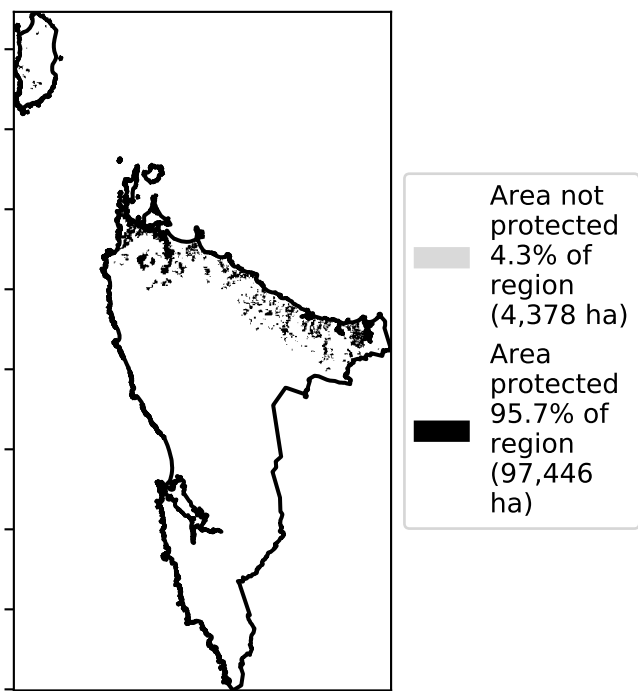 Area not
protected
4.3% of
region
(4,378 ha)
Area
protected
95.7% of
region
(97,446
ha)